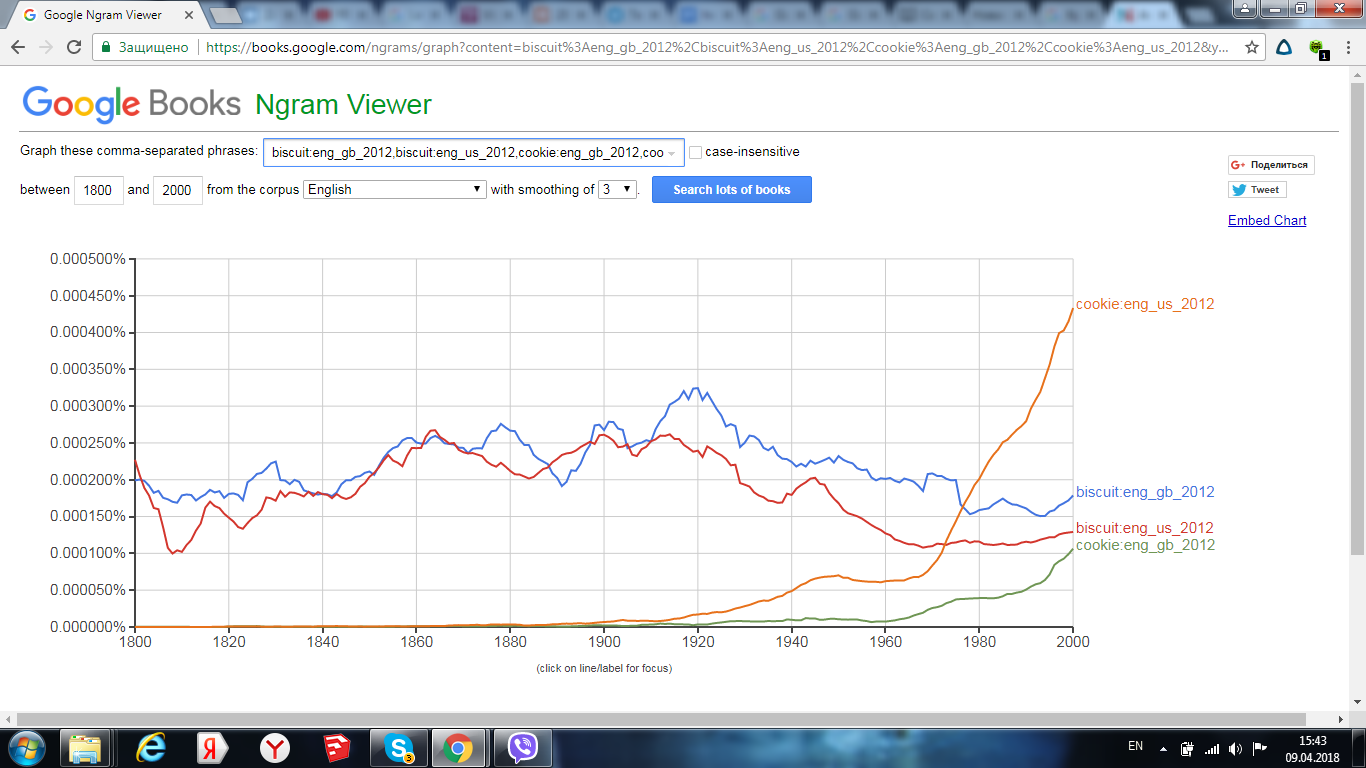 Google Ngram Viewer
Защищено
https://books.google.com/ngrams/graph?content=biscuit%3Aeng_gb_2012%2Cbiscuit%3Aeng_us_2012%2Ccookie%3Aeng_gb_2012%2Ccookie%3Aeng_us_2012&y...
1
Google Books Ngram Viewer
Graph these comma-separated phrases: biscuit:eng_gb_2012,biscuit:eng_us_2012,cookie:eng_gb_2012,coo case-insensitive
between 1800 and 2000 from the corpus English with smoothing of 3 . Search lots of books
Поделиться
Tweet
Embed Chart
0.000500%
0.000450%
0.000400%
0.000350%
0.000300%
0.000250%
0.000200%
0.000150%
0.000100%
0.000050%
0.000000%
cookie:eng_us_2012
biscuit:eng_gb_2012
biscuit:eng_us_2012
cookie:eng_gb_2012
1800 1820 1840 1860 1880 1900 1920 1940 1960 1980 2000
(click on line/label for focus)
3
EN
15:43
09.04.2018